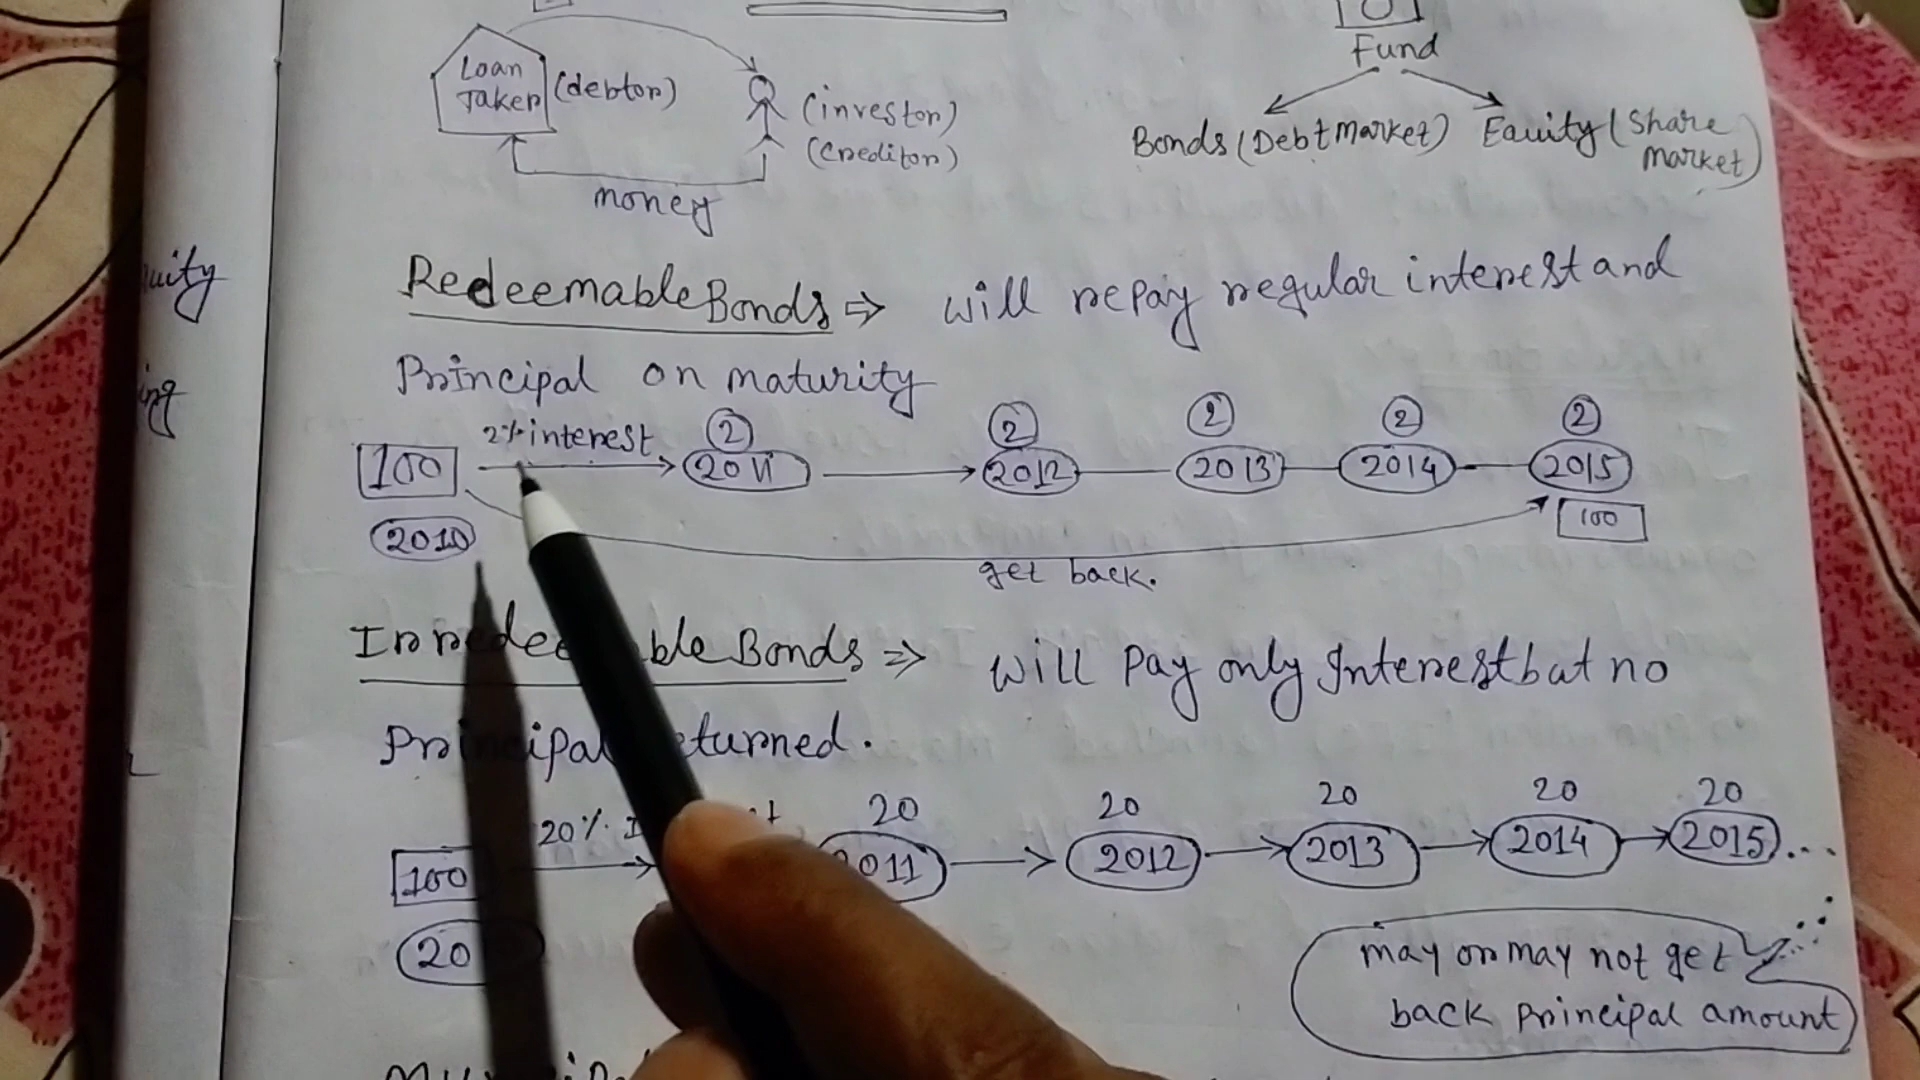 Loan
Taker (debtor)
(investor)
(creditor)
money
Fund
Bonds (Debt market) Equity (Share
market)
Redeemable Bonds ⇒ will repay regular interest and
Principal on maturity
2% interest 2 2 2 2 2
100 2011 2012 2013 2014 2015
2010 100
get back.
Bonds ⇒ will pay only Interest but no
20% 20 20 20 20 20
100 2011 2012 2013 2014 2015...
20
may or may not get
back principal amount